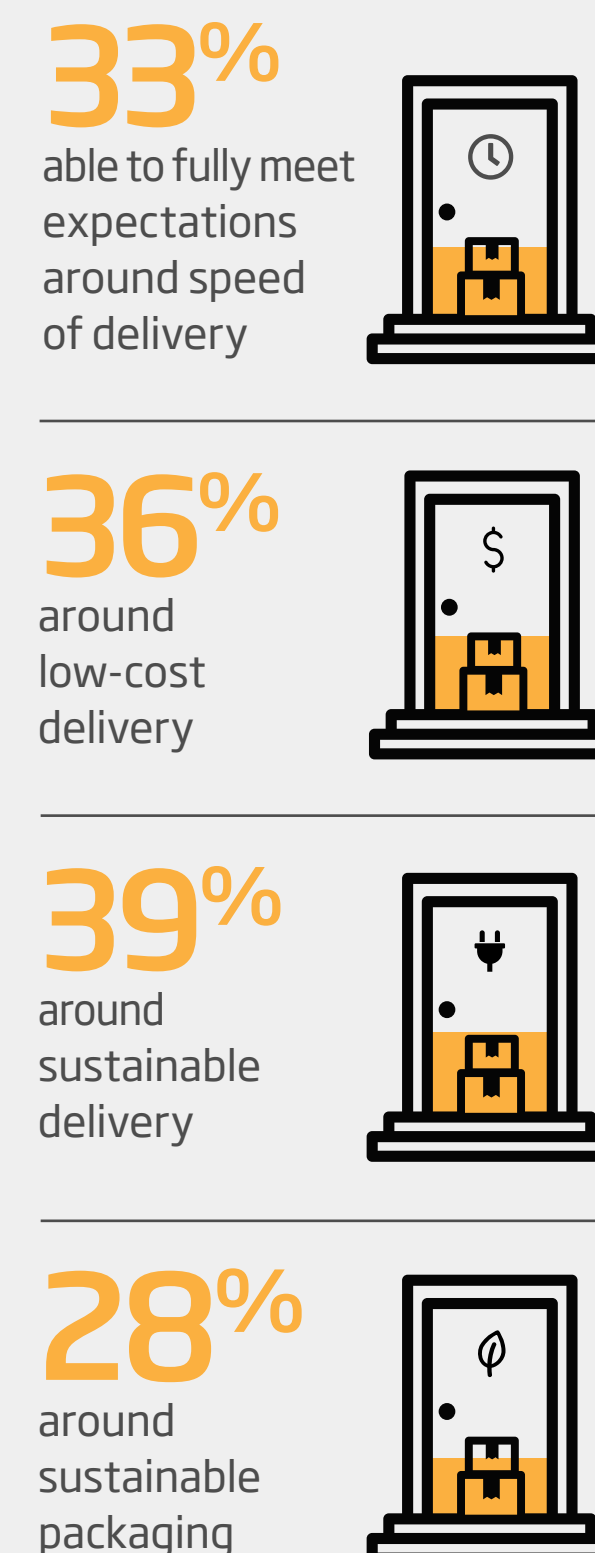 33%
able to fully meet
expectations
around speed
of delivery
36%
around
low-cost
delivery
39%
around
sustainable
delivery
28%
around
sustainable
packaging